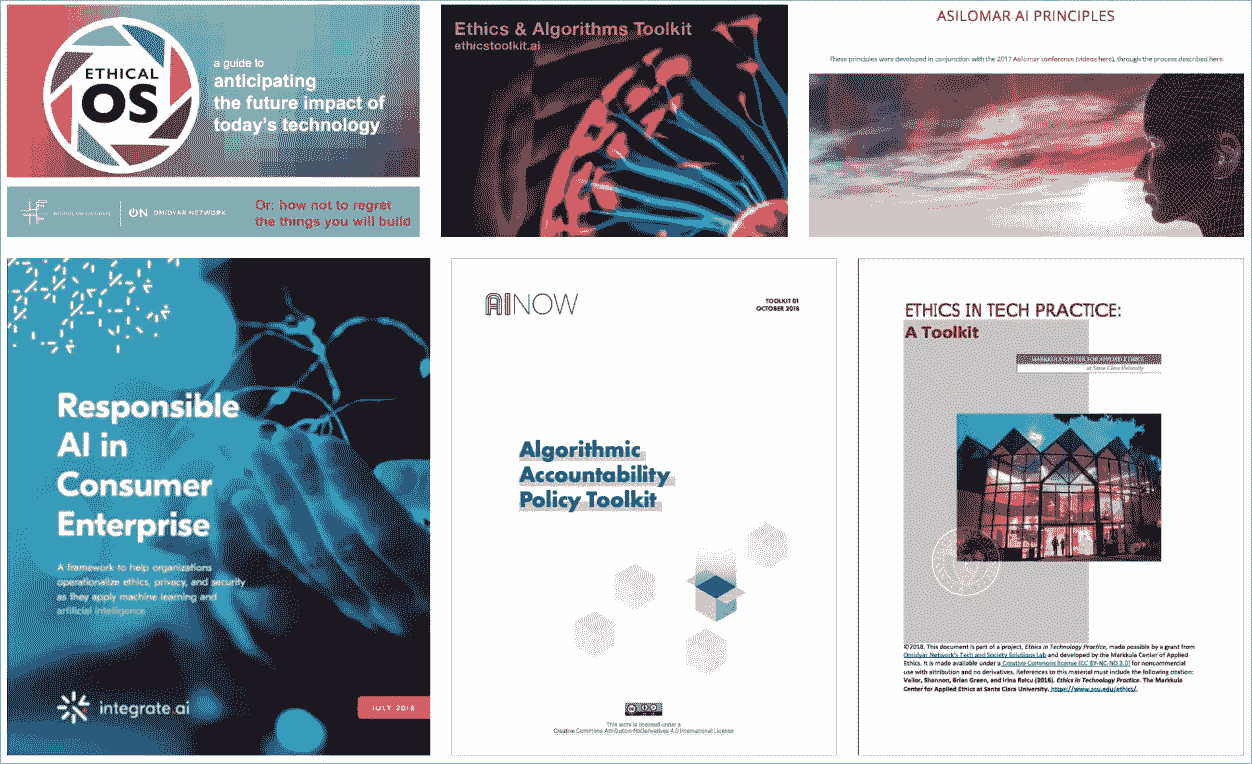 ETHICAL
OS
a guide to
anticipating
the future impact of
today's technology
ON OMIDYAR NETWORK
Or: how not to regret
the things you will build
Ethics & Algorithms Toolkit
ethicstoolkit.ai
ASILOMAR AI PRINCIPLES
These principles were developed in conjunction with the 2017 Asilomar conference (videos here), through the process described here.
Responsible
AI in
Consumer
Enterprise
A framework to help organizations
operationalize ethics, privacy, and security
as they apply machine learning and
artificial intelligence
integrate.ai
JULY 2018
AINOW
TOOLKIT 01
OCTOBER 2018
Algorithmic
Accountability
Policy Toolkit
This work is licensed under a
Creative Commons Attribution-NoDerivatives 4.0 International License
ETHICS IN TECH PRACTICE:
A Toolkit
MARKKULA CENTER FOR APPLIED ETHICS
at Santa Clara University
©2018. This document is part of a project, Ethics in Technology Practice, made possible by a grant from
Omidyar Network's Tech and Society Solutions Lab and developed by the Markkula Center of Applied
Ethics. It is made available under a Creative Commons license (CC BY-NC-ND 3.0) for noncommercial
use with attribution and no derivatives. References to this material must include the following citation:
Vallor, Shannon, Brian Green, and Irina Raicu (2018). Ethics in Technology Practice. The Markkula
Center for Applied Ethics at Santa Clara University. https://www.scu.edu/ethics/.